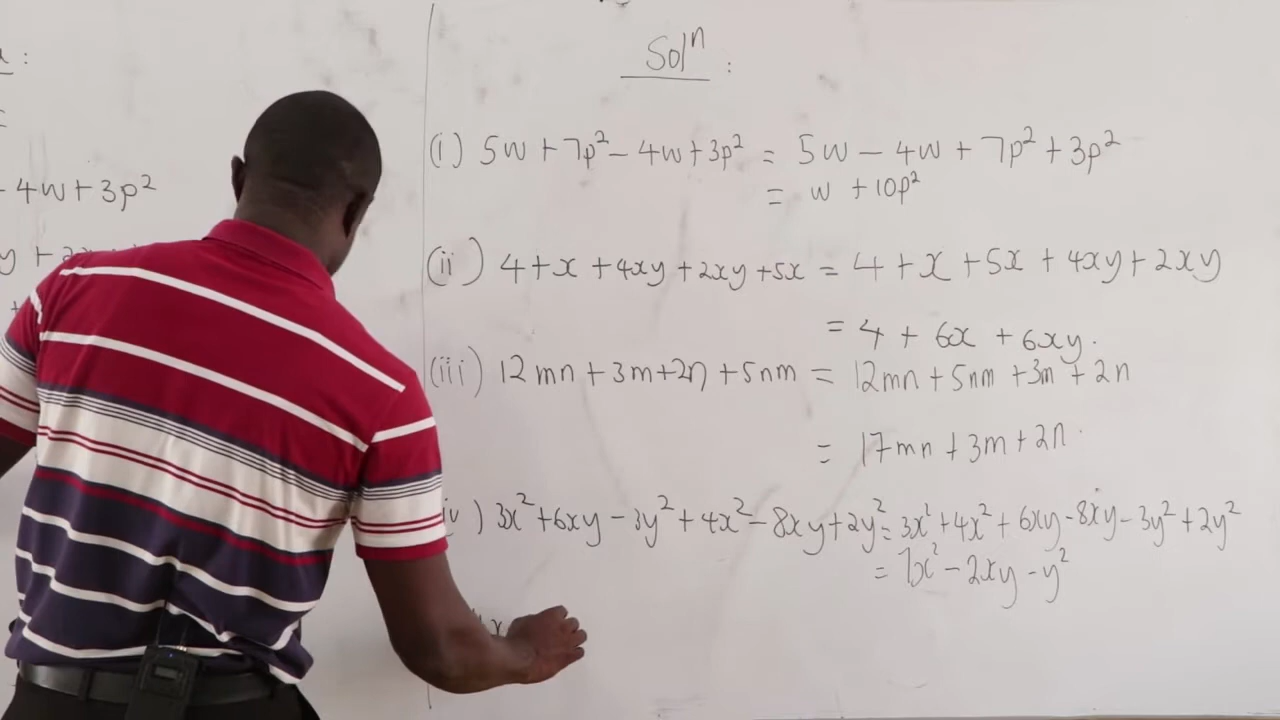 - 4w + 3p²
Solⁿ :
(i) 5w + 7p² - 4w + 3p² = 5w - 4w + 7p² + 3p²
= w + 10p²
(ii) 4 + x + 4xy + 2xy + 5x = 4 + x + 5x + 4xy + 2xy
= 4 + 6x + 6xy.
(iii) 12mn + 3m + 2n + 5nm = 12mn + 5nm + 3m + 2n
= 17mn + 3m + 2n
iv) 3x² + 6xy - 3y² + 4x² - 8xy + 2y² = 3x² + 4x² + 6xy - 8xy - 3y² + 2y²
= 7x² - 2xy - y²